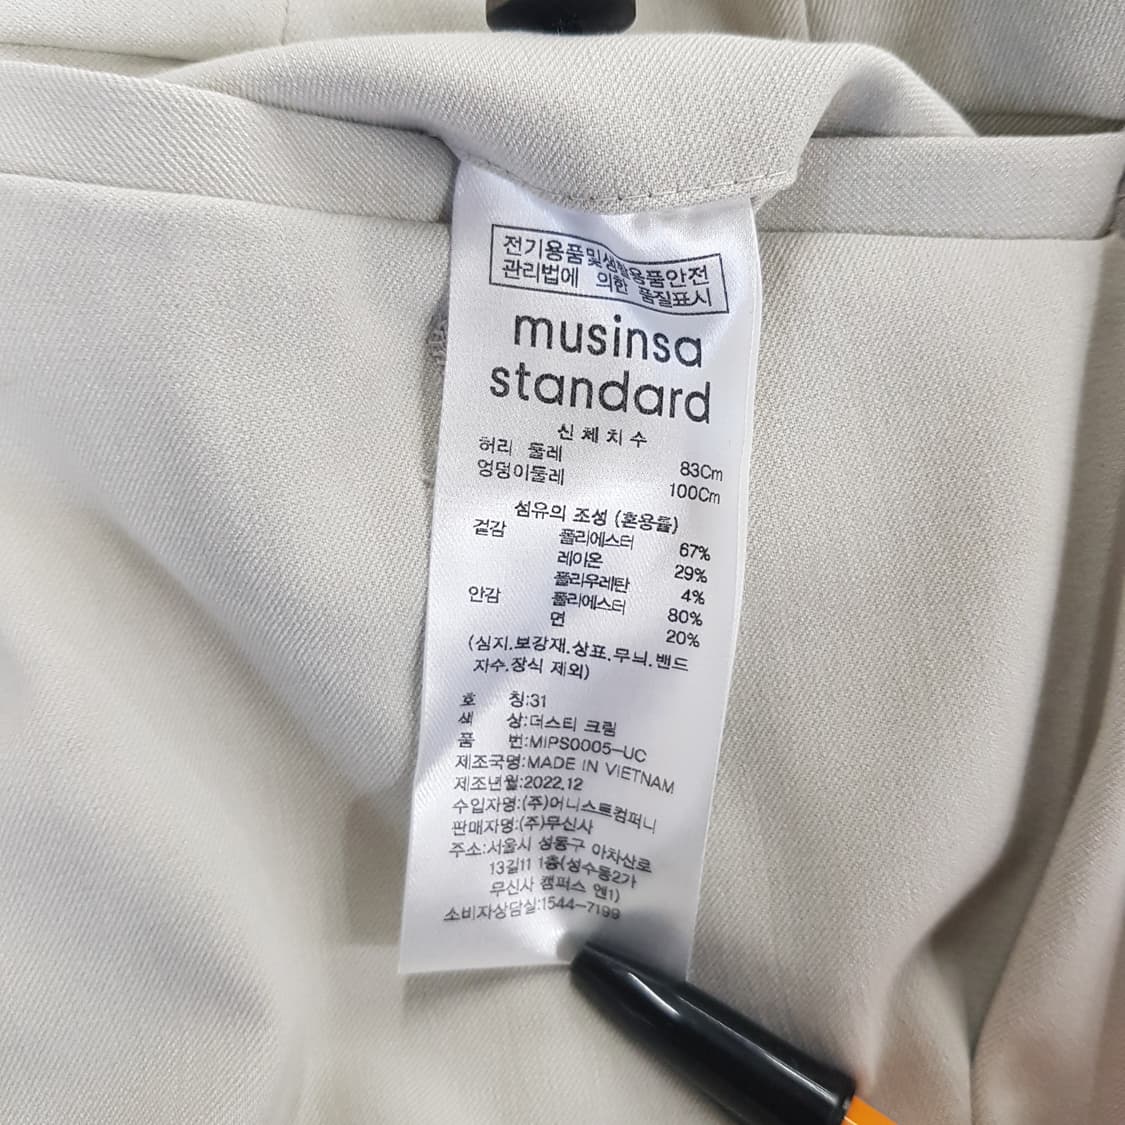 전기용품및생활용품안전
관리법에 의한 품질표시
musinsa
standard
신체치수
허리 둘레 83Cm
엉덩이둘레 100Cm
섬유의 조성 (혼용률)
겉감 폴리에스터 67%
레이온 29%
폴리우레탄 4%
안감 폴리에스터 80%
면 20%
(심지.보강재.상표.무늬.밴드
자수.장식 제외)
호 칭:31
색 상:더스티 크림
품 번:MIPS0005-UC
제조국명:MADE IN VIETNAM
제조년월:2022.12
수입자명:(주)어니스트컴퍼니
판매자명:(주)무신사
주소:서울시 성동구 아차산로
13길11 1층(성수동2가
무신사 캠퍼스 엔1)
소비자상담실:1544-7199